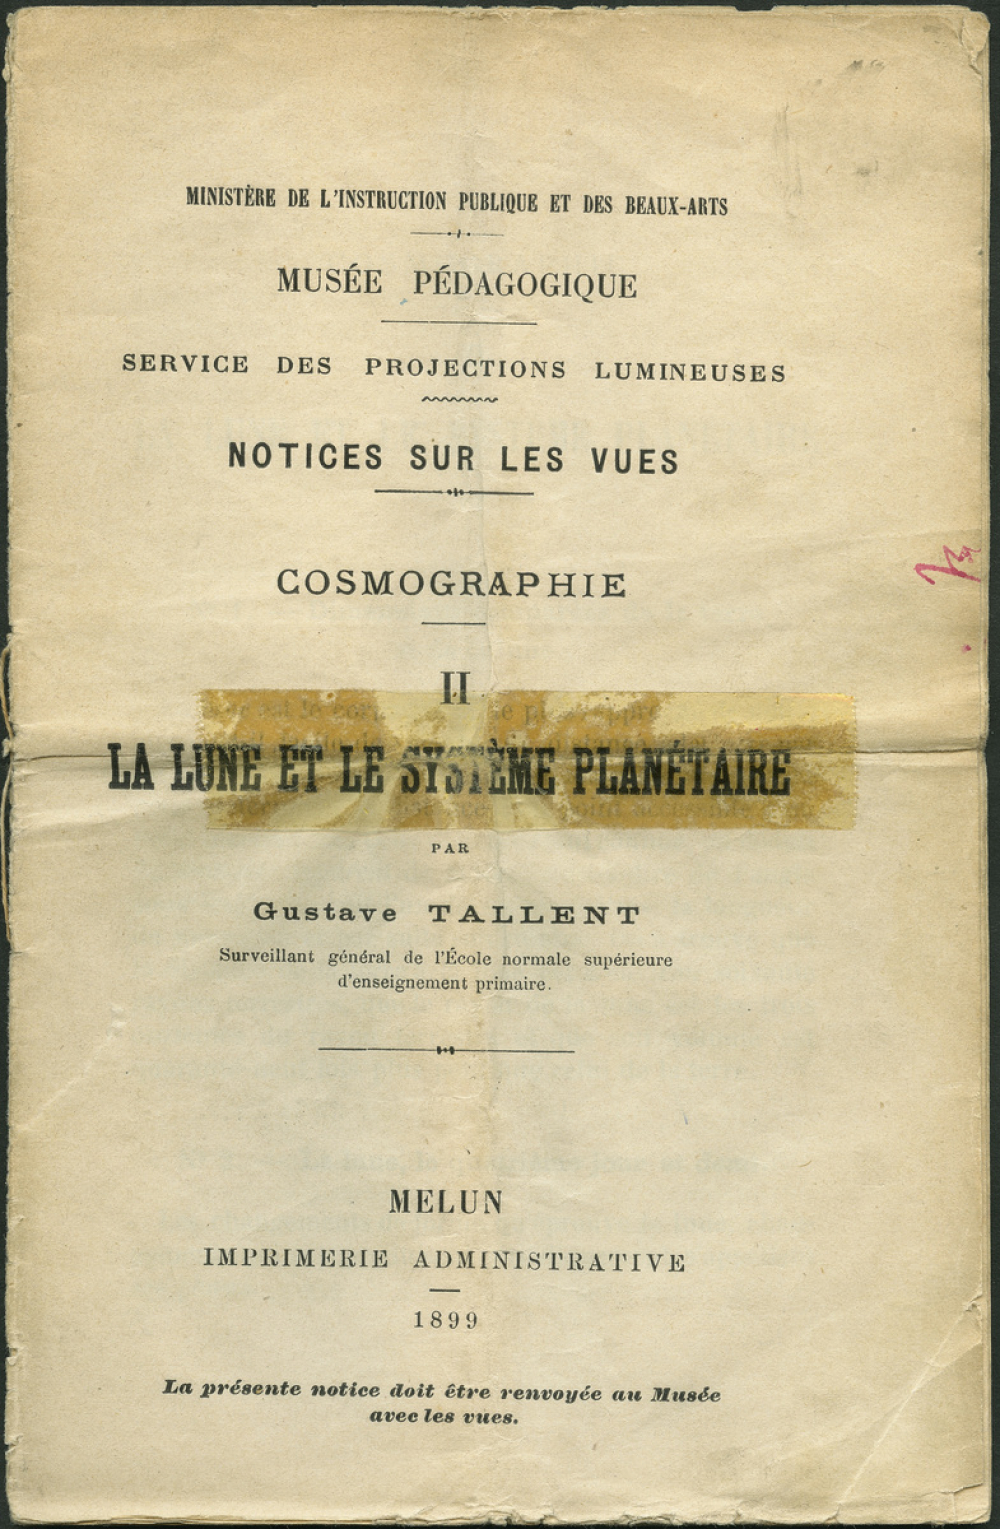 MINISTÈRE DE L'INSTRUCTION PUBLIQUE ET DES BEAUX-ARTS
MUSÉE PÉDAGOGIQUE
SERVICE DES PROJECTIONS LUMINEUSES
NOTICES SUR LES VUES
COSMOGRAPHIE
II
LA LUNE ET LE SYSTÈME PLANÉTAIRE
PAR
Gustave TALLENT
Surveillant général de l'École normale supérieure
d'enseignement primaire.
MELUN
IMPRIMERIE ADMINISTRATIVE
1899
La présente notice doit être renvoyée au Musée
avec les vues.